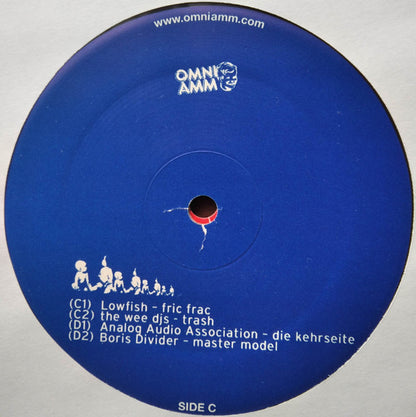 www.omniamm.com
OMNI
AMM
(C1) Lowfish - fric frac
(C2) the wee djs - trash
(D1) Analog Audio Association - die kehrseite
(D2) Boris Divider - master model
SIDE C